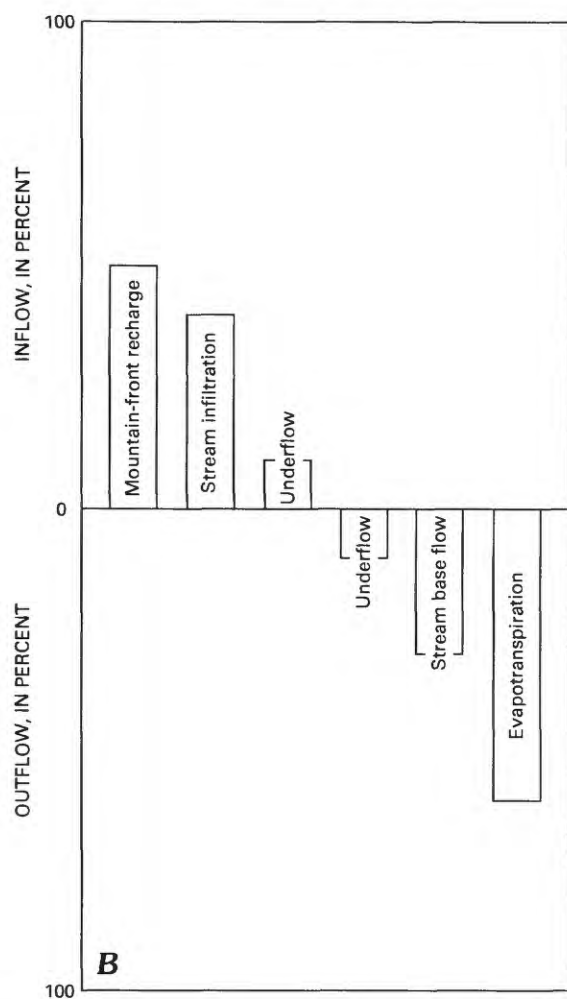 100
INFLOW, IN PERCENT
Mountain-front recharge
Stream infiltration
Underflow
0
Underflow
Stream base flow
Evapotranspiration
OUTFLOW, IN PERCENT
B
100